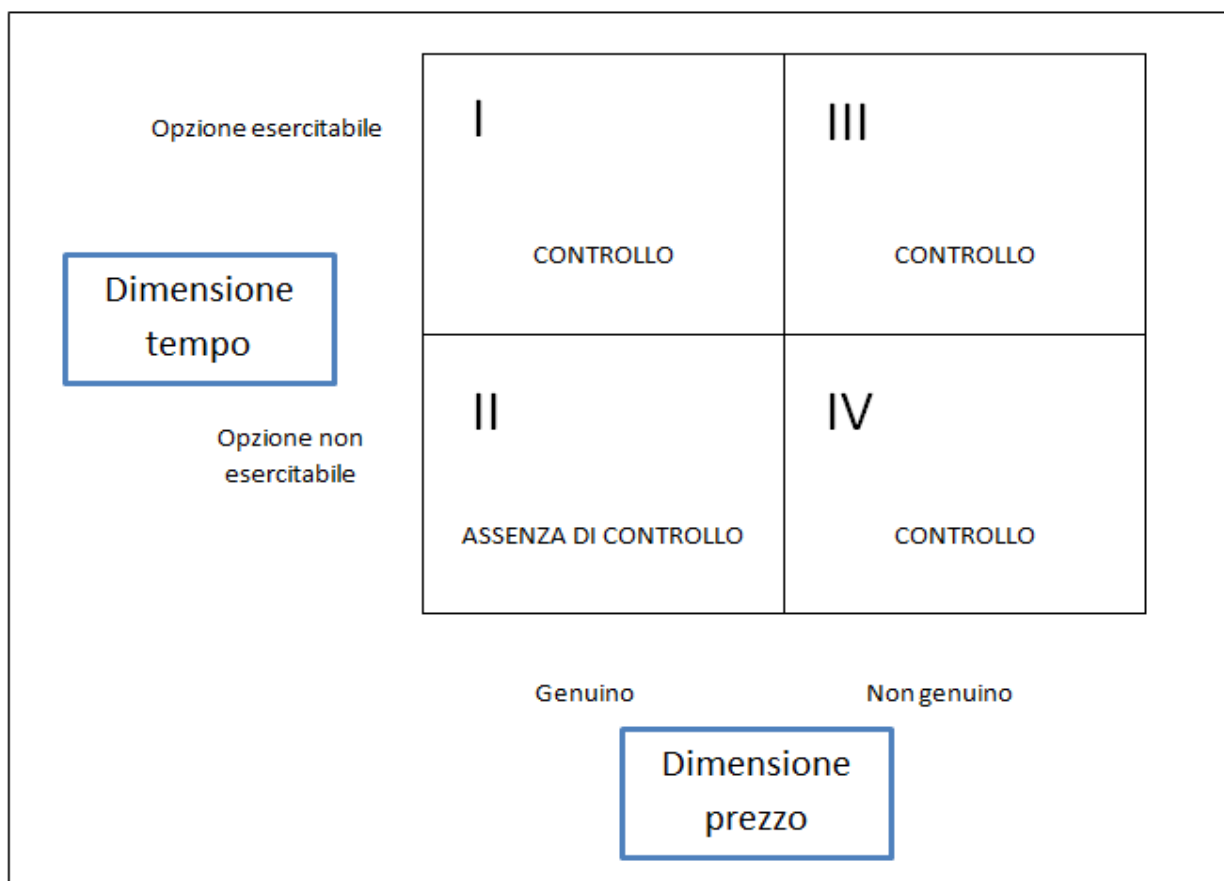 Opzione esercitabile
I
III
CONTROLLO
CONTROLLO
Dimensione
tempo
Opzione non
esercitabile
II
IV
ASSENZA DI CONTROLLO
CONTROLLO
Genuino
Non genuino
Dimensione
prezzo